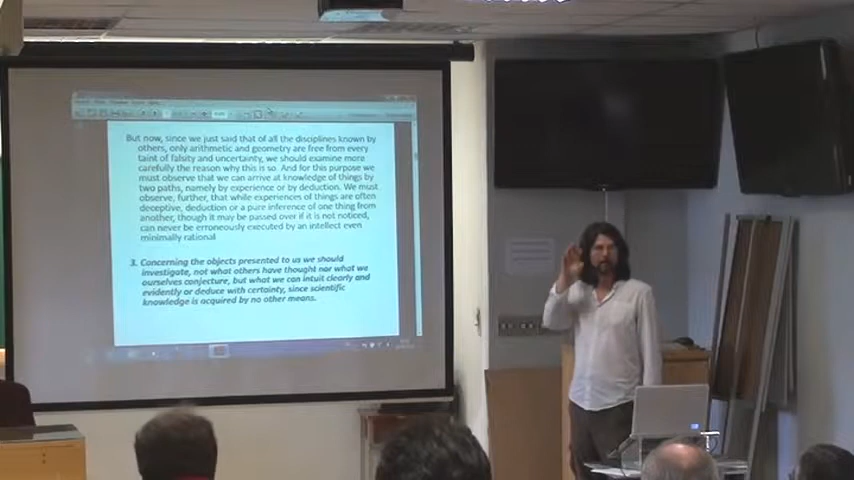 But now, since we just said that of all the disciplines known by
others, only arithmetic and geometry are free from every
taint of falsity and uncertainty, we should examine more
carefully the reason why this is so. And for this purpose we
must observe that we can arrive at knowledge of things by
two paths, namely by experience or by deduction. We must
observe, further, that while experiences of things are often
deceptive, deduction or a pure inference of one thing from
another, though it may be passed over if it is not noticed,
can never be erroneously executed by an intellect even
minimally rational
3. Concerning the objects presented to us we should
investigate, not what others have thought nor what we
ourselves conjecture, but what we can intuit clearly and
evidently or deduce with certainty, since scientific
knowledge is acquired by no other means.